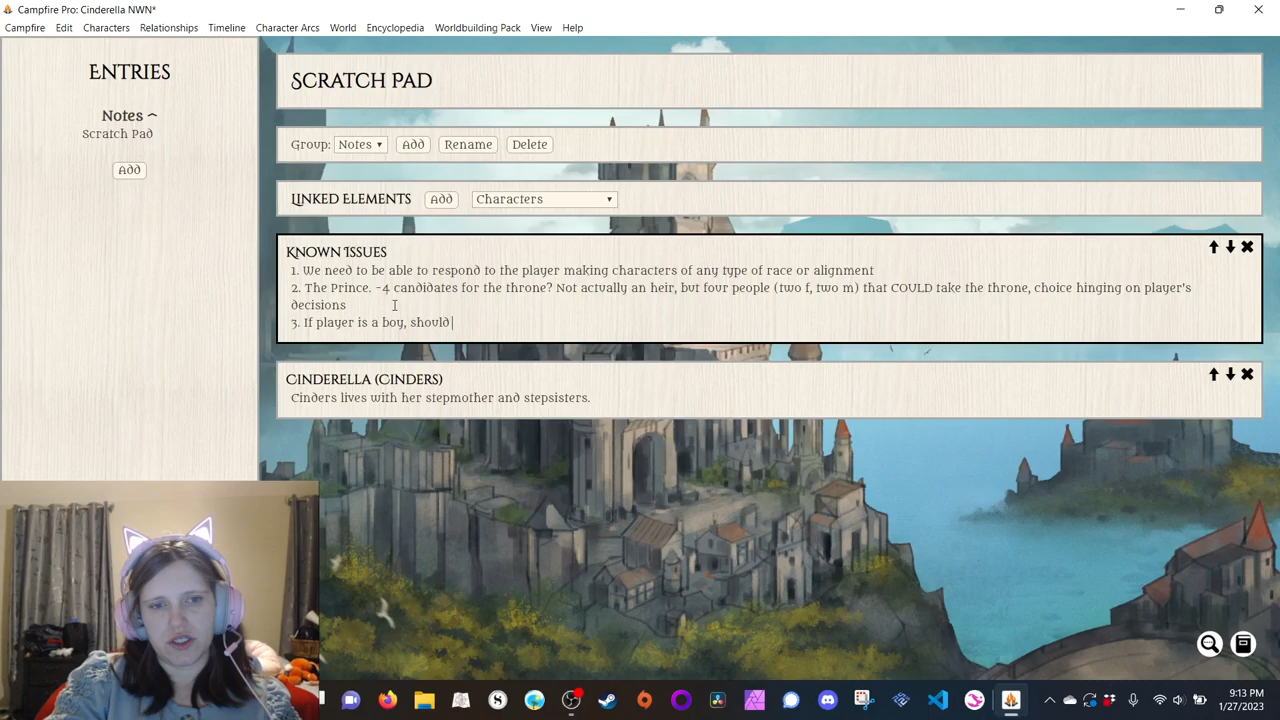 Campfire Pro: Cinderella NWN*
Campfire Edit Characters Relationships Timeline Character Arcs World Encyclopedia Worldbuilding Pack View Help
Entries
Notes
Scratch Pad
Add
Scratch Pad
Group: Notes Add Rename Delete
Linked Elements Add Characters
Known Issues
1. We need to be able to respond to the player making characters of any type of race or alignment
2. The Prince. -4 candidates for the throne? Not actually an heir, but four people (two f, two m) that COULD take the throne, choice hinging on player's
decisions
3. If player is a boy, should
Cinderella (Cinders)
Cinders lives with her stepmother and stepsisters.
9:13 PM
1/27/2023